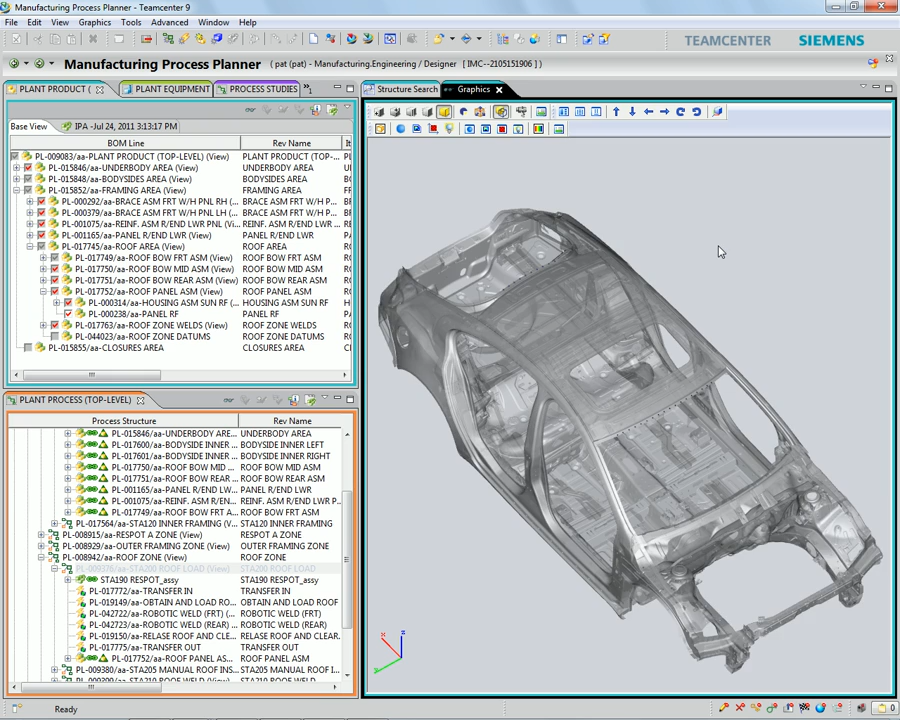 Manufacturing Process Planner - Teamcenter 9
File Edit View Graphics Tools Advanced Window Help
TEAMCENTER SIEMENS
Manufacturing Process Planner ( pat (pat) - Manufacturing.Engineering / Designer [ IMC--2105151906 ] )
PLANT PRODUCT ( PLANT EQUIPMENT PROCESS STUDIES Structure Search Graphics
Base View IPA -Jul 24, 2011 3:13:17 PM
BOM Line Rev Name It
PL-009083/aa-PLANT PRODUCT (TOP-LEVEL) (View) PLANT PRODUCT (TOP-...
PL-015846/aa-UNDERBODY AREA (View) UNDERBODY AREA
PL-015848/aa-BODYSIDES AREA (View) BODYSIDES AREA
PL-015852/aa-FRAMING AREA (View) FRAMING AREA
PL-000292/aa-BRACE ASM FRT W/H PNL RH (... BRACE ASM FRT W/H P...
PL-000379/aa-BRACE ASM FRT W/H PNL LH (... BRACE ASM FRT W/H P...
PL-001075/aa-REINF. ASM R/END LWR PNL (Vi... REINF. ASM R/END LW...
PL-001165/aa-PANEL R/END LWR (View) PANEL R/END LWR
PL-017745/aa-ROOF AREA (View) ROOF AREA
PL-017749/aa-ROOF BOW FRT ASM (View) ROOF BOW FRT ASM
PL-017750/aa-ROOF BOW MID ASM (View) ROOF BOW MID ASM
PL-017751/aa-ROOF BOW REAR ASM (View) ROOF BOW REAR ASM
PL-017752/aa-ROOF PANEL ASM (View) ROOF PANEL ASM
PL-000314/aa-HOUSING ASM SUN RF (... HOUSING ASM SUN RF
PL-000238/aa-PANEL RF PANEL RF
PL-017763/aa-ROOF ZONE WELDS (View) ROOF ZONE WELDS
PL-044023/aa-ROOF ZONE DATUMS ROOF ZONE DATUMS
PL-015855/aa-CLOSURES AREA CLOSURES AREA
PLANT PROCESS (TOP-LEVEL)
Process Structure Rev Name
PL-015846/aa-UNDERBODY ARE... UNDERBODY AREA
PL-017600/aa-BODYSIDE INNER ... BODYSIDE INNER LEFT
PL-017601/aa-BODYSIDE INNER ... BODYSIDE INNER RIGHT
PL-017750/aa-ROOF BOW MID ... ROOF BOW MID ASM
PL-017751/aa-ROOF BOW REAR ... ROOF BOW REAR ASM
PL-001165/aa-PANEL R/END LW... PANEL R/END LWR
PL-001075/aa-REINF. ASM R/EN... REINF. ASM R/END LWR P...
PL-017749/aa-ROOF BOW FRT A... ROOF BOW FRT ASM
PL-017564/aa-STA120 INNER FRAMING (V... STA120 INNER FRAMING
PL-008915/aa-RESPOT A ZONE (View) RESPOT A ZONE
PL-008929/aa-OUTER FRAMING ZONE (View) OUTER FRAMING ZONE
PL-008942/aa-ROOF ZONE (View) ROOF ZONE
PL-009376/aa-STA200 ROOF LOAD (View) STA200 ROOF LOAD
STA190 RESPOT_assy STA190 RESPOT_assy
PL-017772/aa-TRANSFER IN TRANSFER IN
PL-019149/aa-OBTAIN AND LOAD RO... OBTAIN AND LOAD ROOF
PL-042722/aa-ROBOTIC WELD (FRT) (... ROBOTIC WELD (FRT)
PL-042723/aa-ROBOTIC WELD (REAR) ... ROBOTIC WELD (REAR)
PL-019150/aa-RELASE ROOF AND CLE... RELASE ROOF AND CLEAR...
PL-017775/aa-TRANSFER OUT TRANSFER OUT
PL-017752/aa-ROOF PANEL AS... ROOF PANEL ASM
PL-009380/aa-STA205 MANUAL ROOF INS... STA205 MANUAL ROOF I...
Ready
0